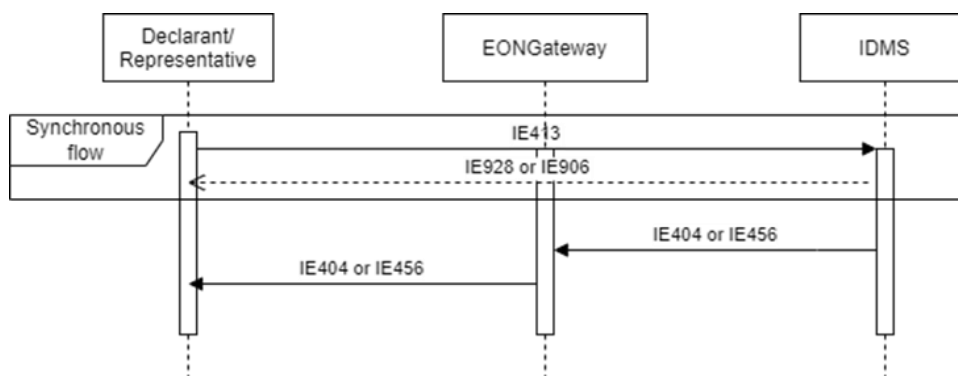 Declarant/
Representative
EONGateway
IDMS
Synchronous
flow
IE413
IE928 or IE906
IE404 or IE456
IE404 or IE456